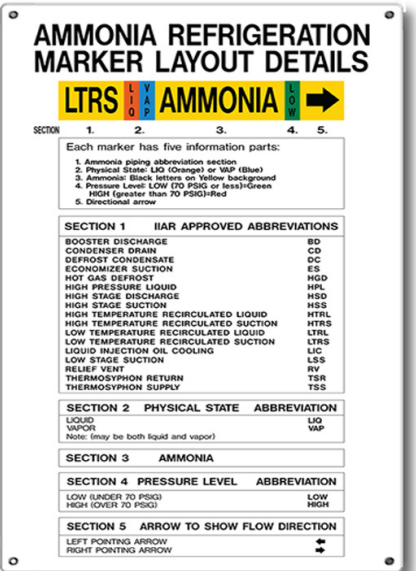 AMMONIA REFRIGERATION
MARKER LAYOUT DETAILS
LTRS LIQ VAP AMMONIA LOW
SECTION 1. 2. 3. 4. 5.
Each marker has five information parts:
1. Ammonia piping abbreviation section
2. Physical State: LIQ (Orange) or VAP (Blue)
3. Ammonia: Black letters on Yellow background
4. Pressure Level: LOW (70 PSIG or less)=Green
HIGH (greater than 70 PSIG)=Red
5. Directional arrow
SECTION 1 IIAR APPROVED ABBREVIATIONS
BOOSTER DISCHARGE BD
CONDENSER DRAIN CD
DEFROST CONDENSATE DC
ECONOMIZER SUCTION ES
HOT GAS DEFROST HGD
HIGH PRESSURE LIQUID HPL
HIGH STAGE DISCHARGE HSD
HIGH STAGE SUCTION HSS
HIGH TEMPERATURE RECIRCULATED LIQUID HTRL
HIGH TEMPERATURE RECIRCULATED SUCTION HTRS
LOW TEMPERATURE RECIRCULATED LIQUID LTRL
LOW TEMPERATURE RECIRCULATED SUCTION LTRS
LIQUID INJECTION OIL COOLING LIC
LOW STAGE SUCTION LSS
RELIEF VENT RV
THERMOSYPHON RETURN TSR
THERMOSYPHON SUPPLY TSS
SECTION 2 PHYSICAL STATE ABBREVIATION
LIQUID LIQ
VAPOR VAP
Note: (may be both liquid and vapor)
SECTION 3 AMMONIA
SECTION 4 PRESSURE LEVEL ABBREVIATION
LOW (UNDER 70 PSIG) LOW
HIGH (OVER 70 PSIG) HIGH
SECTION 5 ARROW TO SHOW FLOW DIRECTION
LEFT POINTING ARROW
RIGHT POINTING ARROW